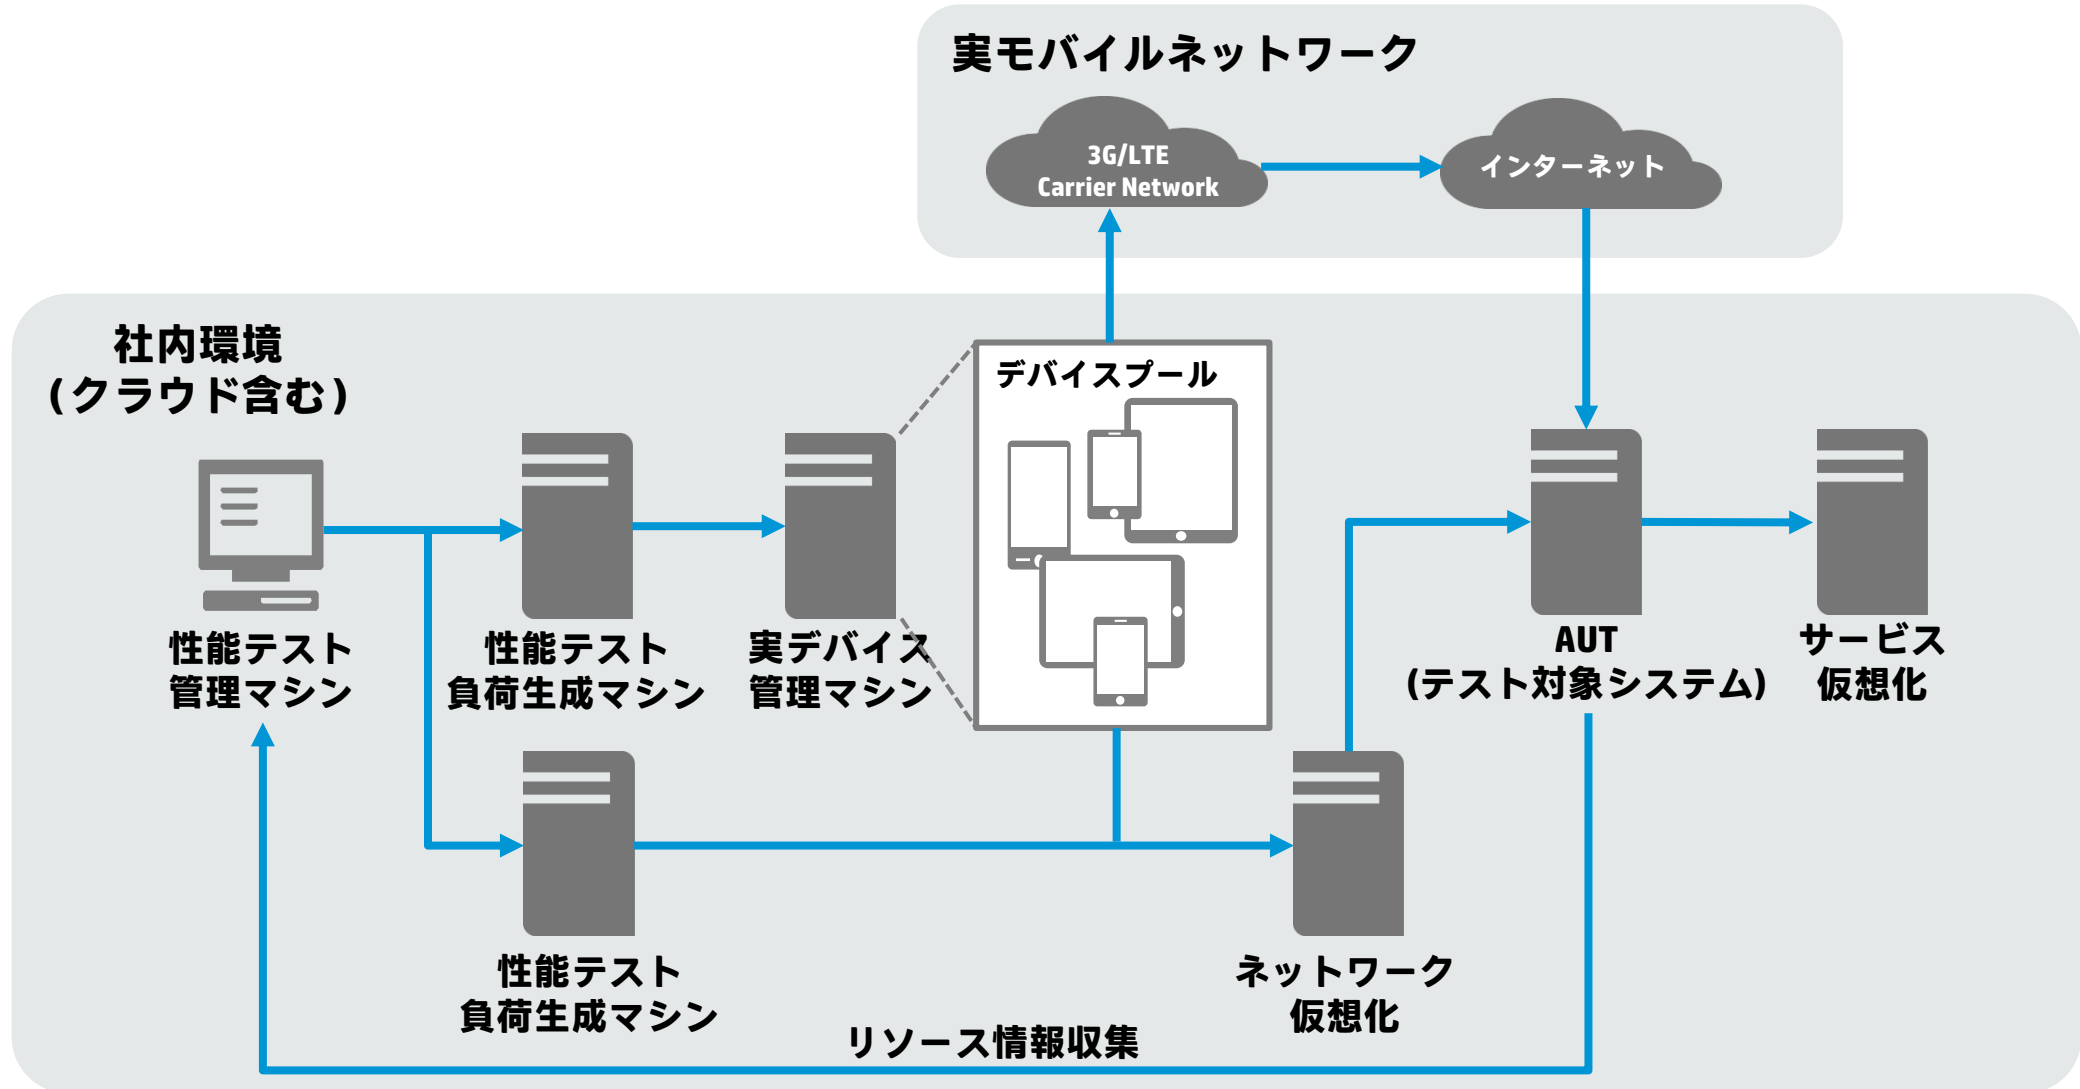 実モバイルネットワーク
3G/LTE
Carrier Network
インターネット
社内環境
(クラウド含む)
デバイスプール
性能テスト
管理マシン
性能テスト
負荷生成マシン
実デバイス
管理マシン
AUT
(テスト対象システム)
サービス
仮想化
性能テスト
負荷生成マシン
ネットワーク
仮想化
リソース情報収集